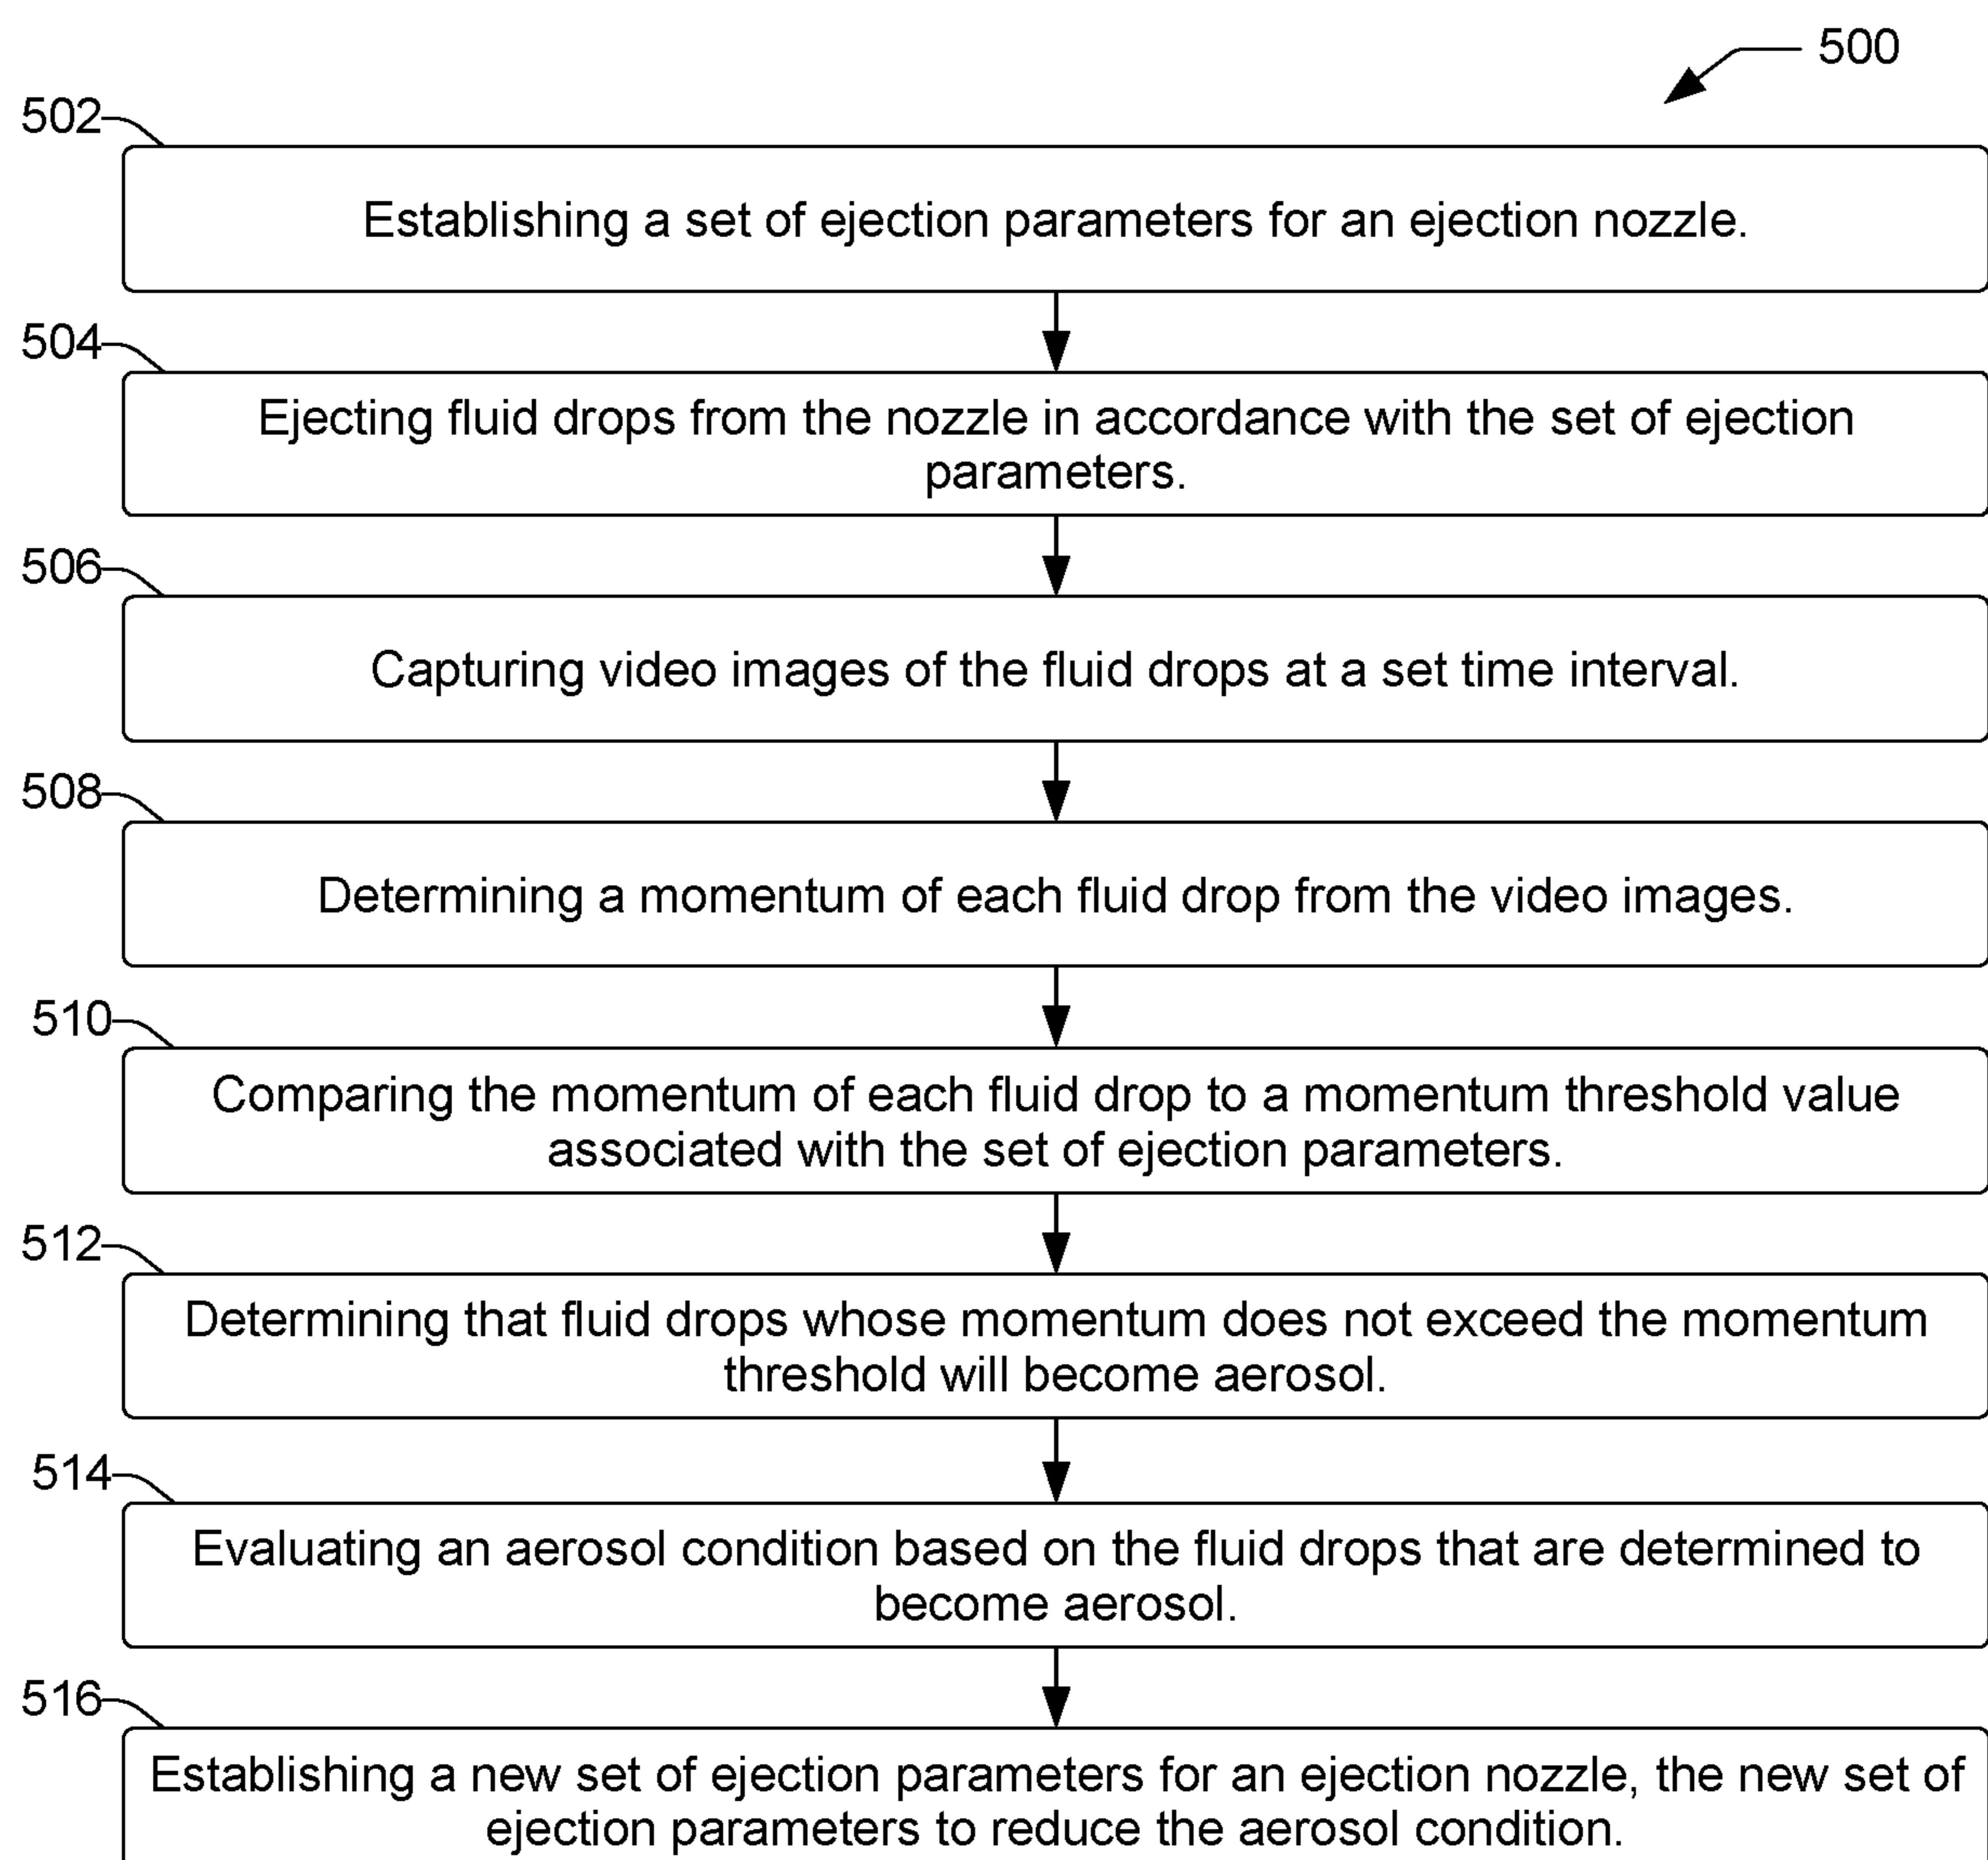 500
502
Establishing a set of ejection parameters for an ejection nozzle.
504
Ejecting fluid drops from the nozzle in accordance with the set of ejection
parameters.
506
Capturing video images of the fluid drops at a set time interval.
508
Determining a momentum of each fluid drop from the video images.
510
Comparing the momentum of each fluid drop to a momentum threshold value
associated with the set of ejection parameters.
512
Determining that fluid drops whose momentum does not exceed the momentum
threshold will become aerosol.
514
Evaluating an aerosol condition based on the fluid drops that are determined to
become aerosol.
516
Establishing a new set of ejection parameters for an ejection nozzle, the new set of
ejection parameters to reduce the aerosol condition.